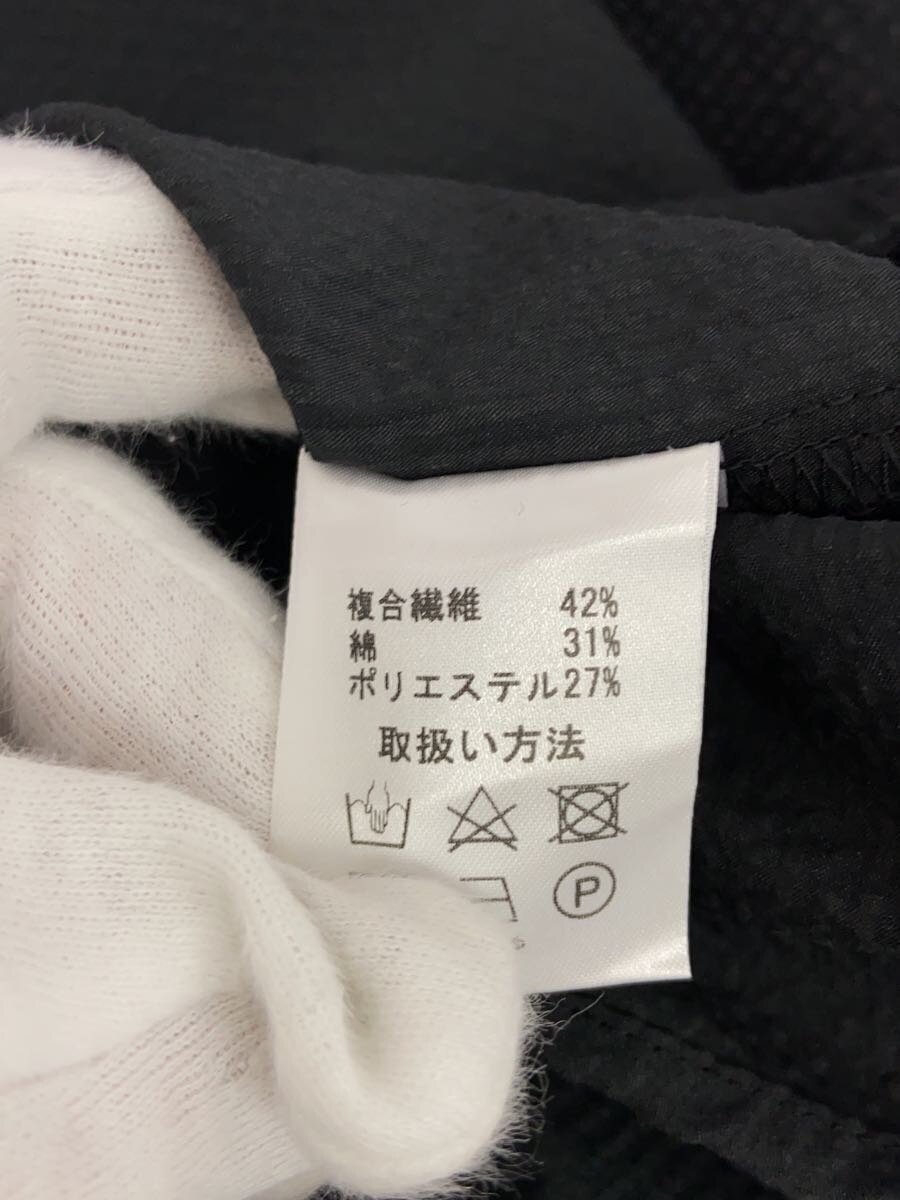 複合繊維 42%
綿 31%
ポリエステル27%
取扱い方法
P